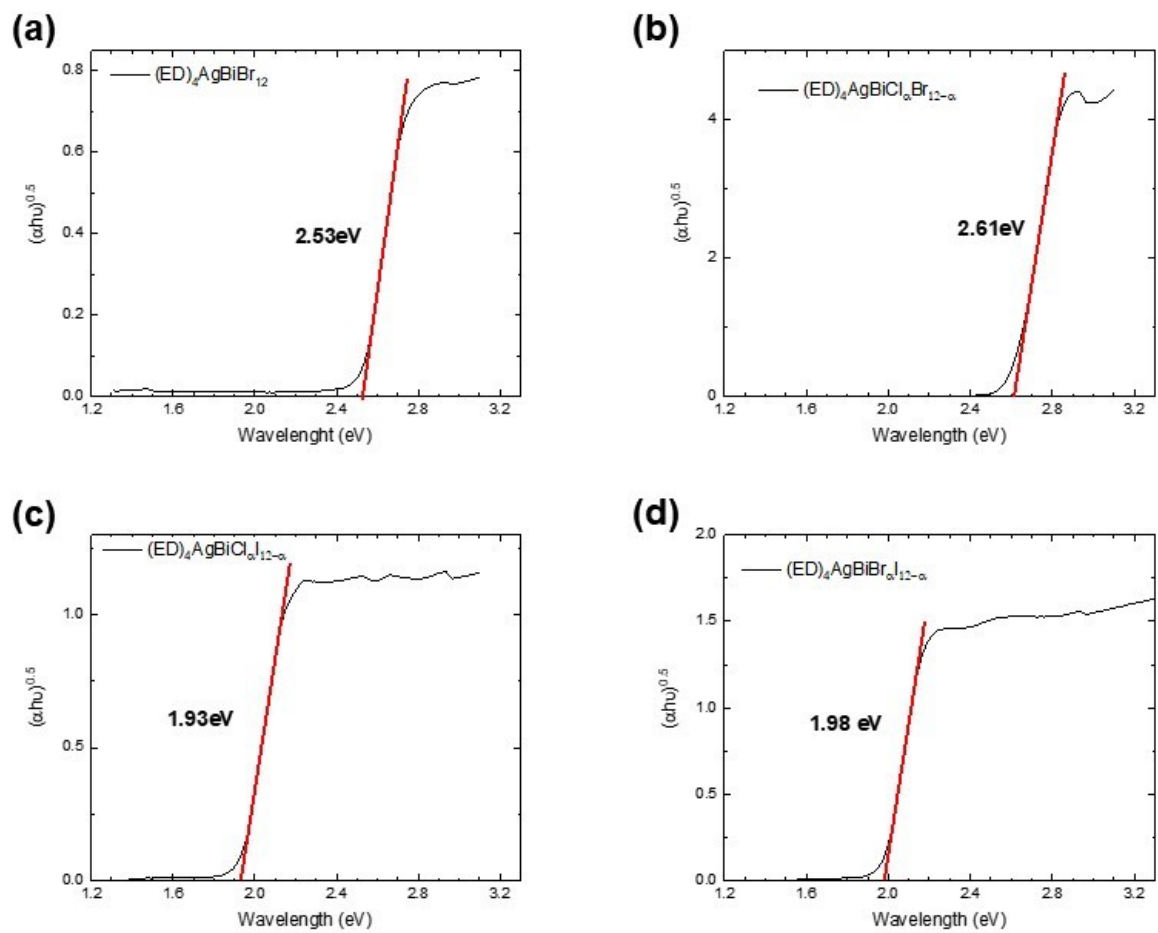 (a)
(ED)₄AgBiBr₁₂
0.8
0.6
0.4
0.2
0.0
(αhυ)⁰·⁵
2.53eV
1.2 1.6 2.0 2.4 2.8 3.2
Wavelenght (eV)
(b)
(ED)₄AgBiClαBr₁₂₋α
4
2
0
(αhυ)⁰·⁵
2.61eV
1.2 1.6 2.0 2.4 2.8 3.2
Wavelength (eV)
(c)
(ED)₄AgBiClαI₁₂₋α
1.0
0.5
0.0
(αhυ)⁰·⁵
1.93eV
1.2 1.6 2.0 2.4 2.8 3.2
Wavelength (eV)
(d)
(ED)₄AgBiBrαI₁₂₋α
2.0
1.5
1.0
0.5
0.0
(αhυ)⁰·⁵
1.98 eV
1.2 1.6 2.0 2.4 2.8 3.2
Wavelength (eV)